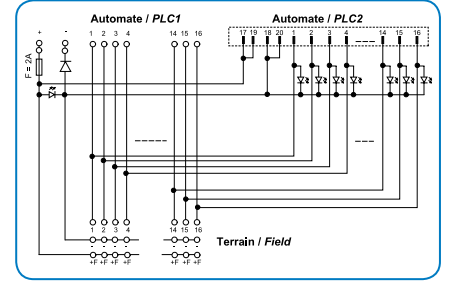 Automate / PLC1 Automate / PLC2
+ - 1 2 3 4 14 15 16 17 19 18 20 1 2 3 4 14 15 16
F = 2A
1 2 3 4 14 15 16
Terrain / Field
- - - - - - -
+F +F +F +F +F +F +F